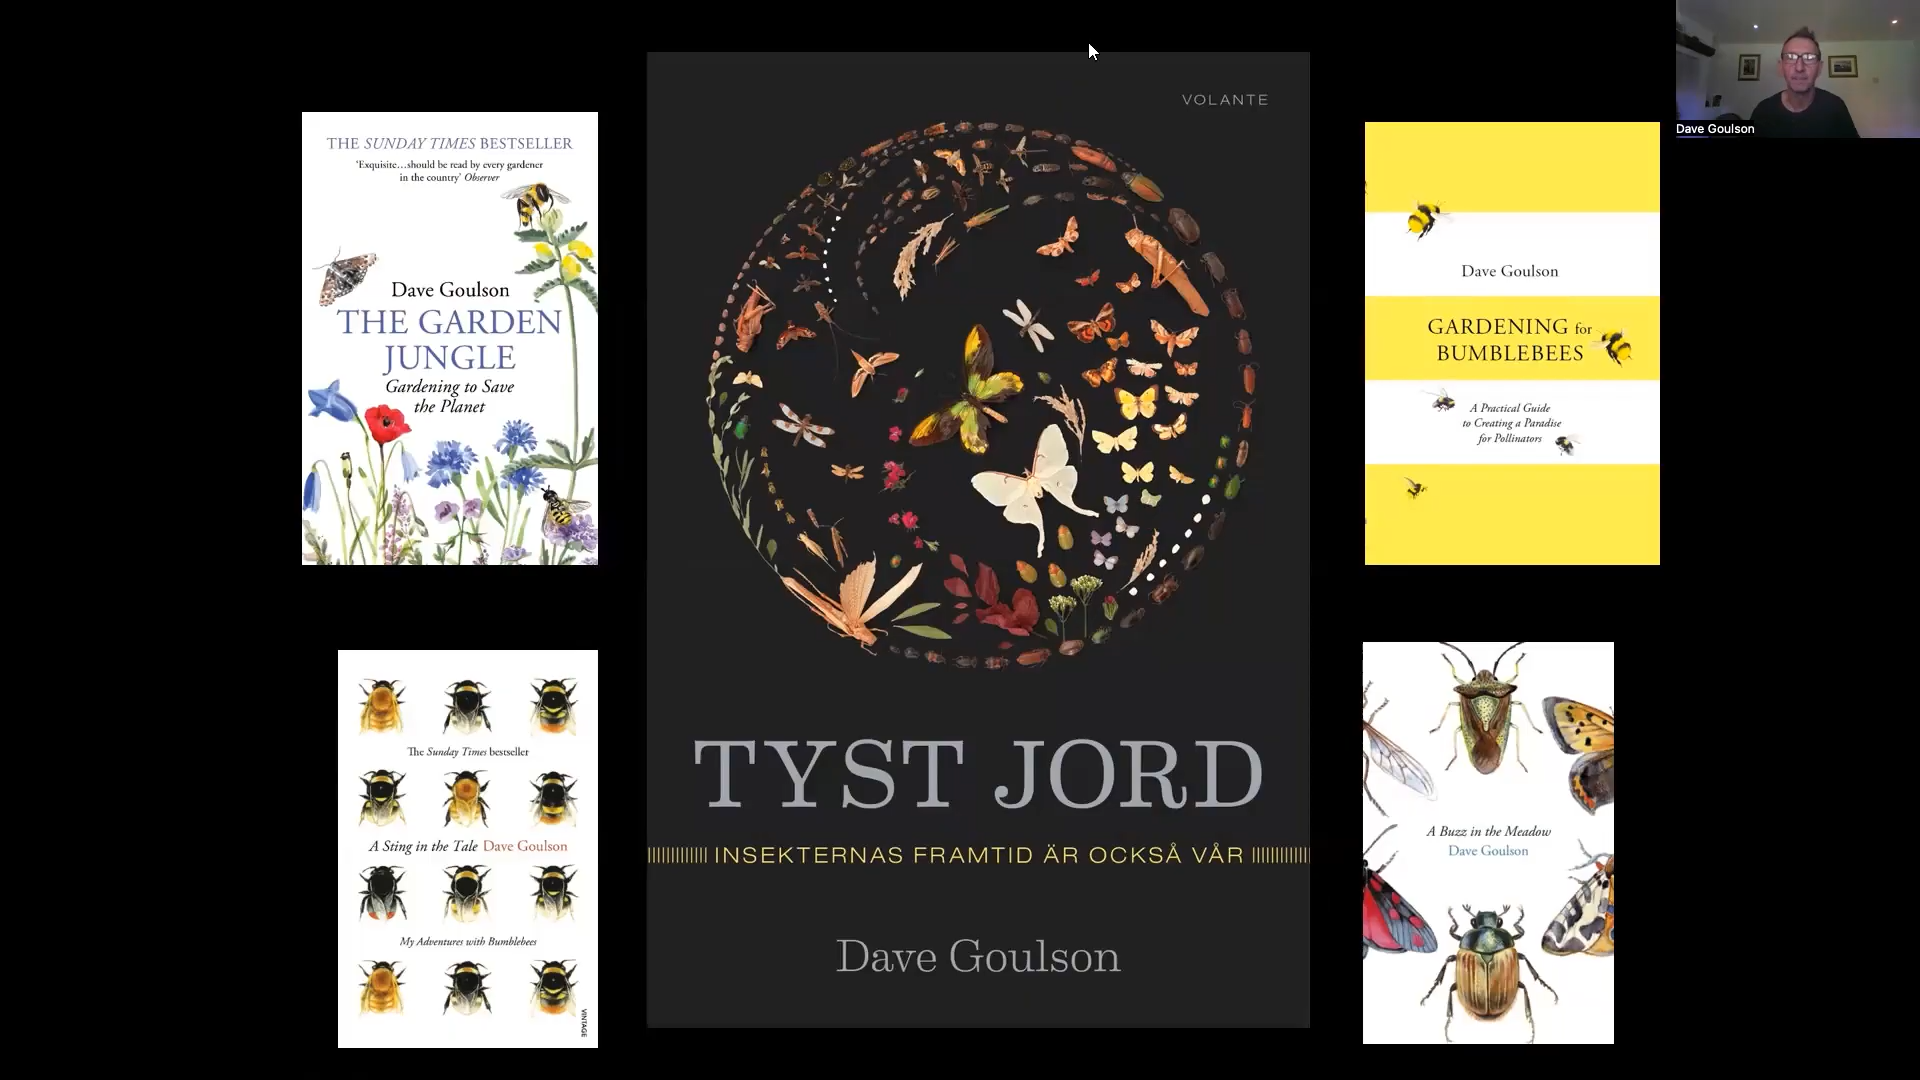 THE SUNDAY TIMES BESTSELLER
'Exquisite...should be read by every gardener
in the country' Observer
Dave Goulson
THE GARDEN
JUNGLE
Gardening to Save
the Planet
The Sunday Times bestseller
A Sting in the Tale Dave Goulson
My Adventures with Bumblebees
VINTAGE
VOLANTE
TYST JORD
INSEKTERNAS FRAMTID ÄR OCKSÅ VÅR
Dave Goulson
Dave Goulson
GARDENING for
BUMBLEBEES
A Practical Guide
to Creating a Paradise
for Pollinators
A Buzz in the Meadow
Dave Goulson
Dave Goulson